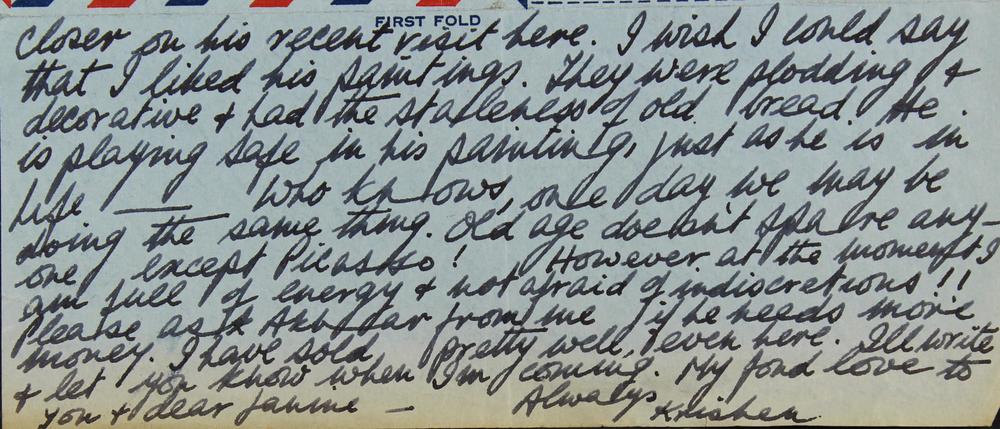 FIRST FOLD
closer on his recent visit here. I wish I could say
that I liked his paintings. They were plodding &
decorative & had the staleness of old bread. He
is playing safe in his painting, just as he is in
life — Who knows, one day we may be
doing the same thing. Old age doesn't spare any-
one except Picasso! However at the moment I
am full of energy & not afraid of indiscretions!!
Please ask Akbar from me if he needs more
money. I have sold pretty well, even here. I'll write
& let you know when I'm coming. My fond love to
you & dear Janine —
Always
Krishen